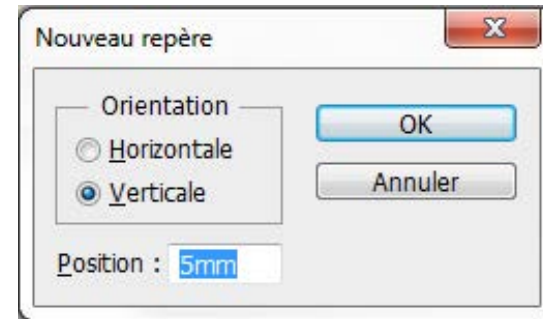 Nouveau repère
Orientation
Horizontale
Verticale
OK
Annuler
Position : 5mm